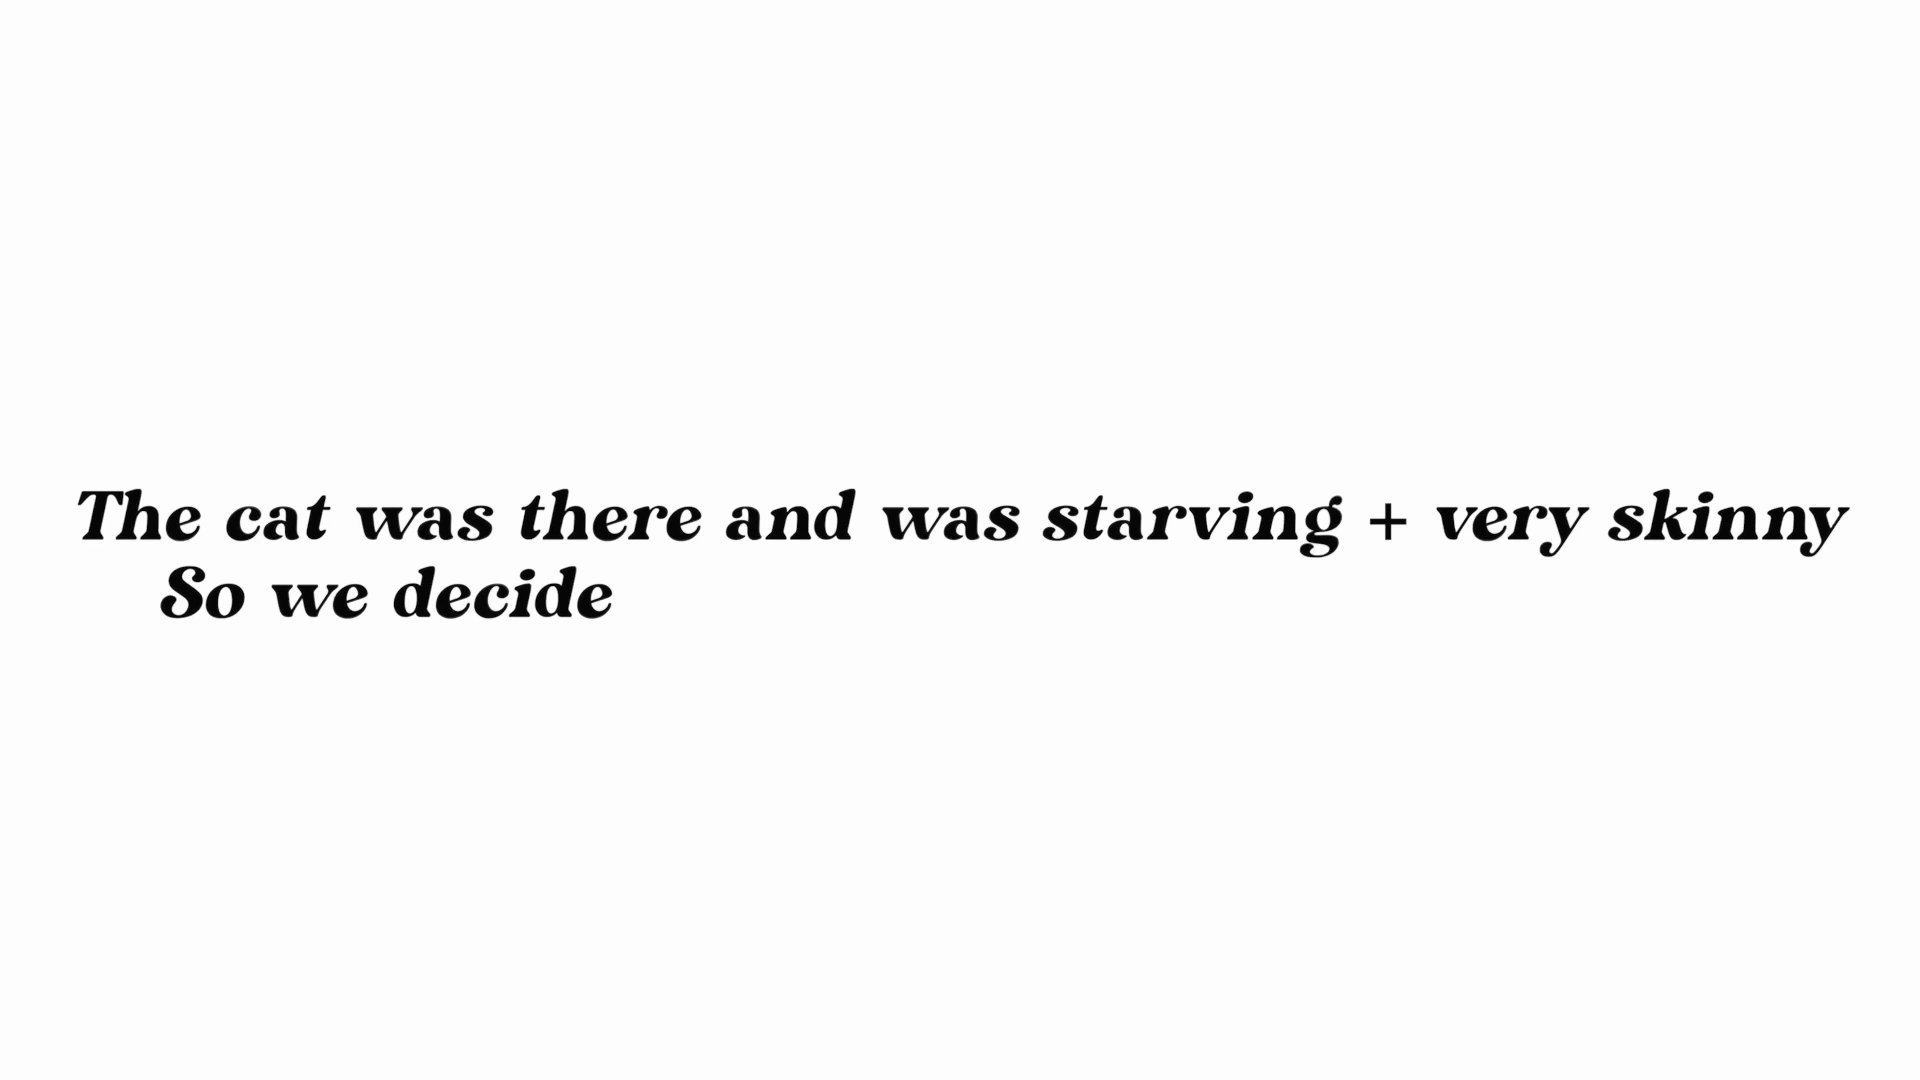 The cat was there and was starving + very skinny
So we decide